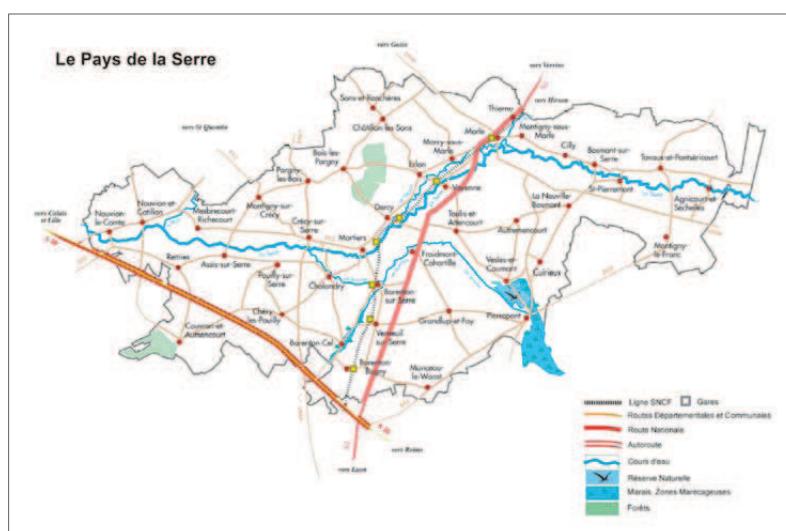 Le Pays de la Serre
vers Guise
vers Vervins
vers Hirson
vers St Quentin
vers Calais
et Lille
vers Laon
vers Reims
Sons-et-Ronchères
Châtillon les Sons
Thiernu
Marle
Montigny-sous-
Marle
Marcy-sous-
Marle
Cilly
Bosmont-sur-
Serre
Tavaux-et-Pontséricourt
Bois-les-
Pargny
Erlon
Pargny-
les-Bois
Voyenne
St-Pierremont
Agnicourt-et-
Séchelles
La Neuville-
Bosmont
Montigny-sur-
Crécy
Dercy
Toulis-et-
Attencourt
Autremencourt
Nouvion-et-
Catillon
Nouvion-
le-Comte
Mesbrecourt-
Richecourt
Crécy-sur-
Serre
Mortiers
Froidmont-
Cohartille
Montigny-
le-Franc
Vesles-et-
Caumont
Cuirieux
Remies
Assis-sur-Serre
Pouilly-sur-
Serre
Chalandry
Barenton-
sur-Serre
Chéry-
lès-Pouilly
Grandlup-et-Fay
Pierrepont
Couvron-et-
Aumencourt
Verneuil
sur-Serre
Barenton-Cel
Barenton-
Bugny
Monceau-
le-Waast
A 26
A 26
Ligne SNCF
Gares
Routes Départementales et Communales
Route Nationale
Autoroute
Cours d'eau
Réserve Naturelle
Marais, Zones Marécageuses
Forêts